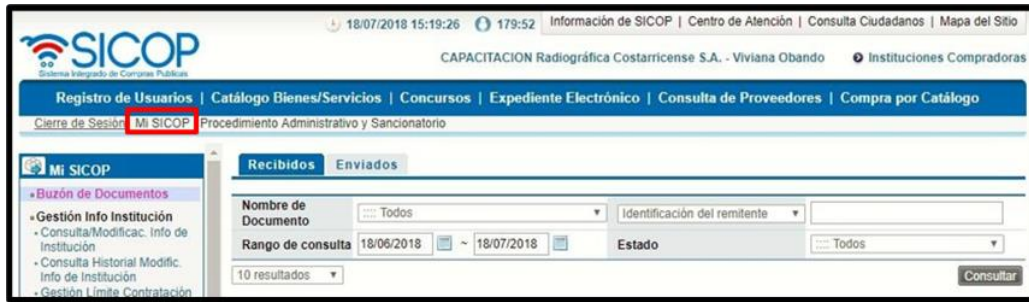 18/07/2018 15:19:26 179:52 Información de SICOP | Centro de Atención | Consulta Ciudadanos | Mapa del Sitio
SICOP
Sistema Integrado de Compras Públicas
CAPACITACION Radiográfica Costarricense S.A. - Viviana Obando Instituciones Compradoras
Registro de Usuarios | Catálogo Bienes/Servicios | Concursos | Expediente Electrónico | Consulta de Proveedores | Compra por Catálogo
Cierre de Sesión Mi SICOP Procedimiento Administrativo y Sancionatorio
Mi SICOP
Buzón de Documentos
Gestión Info Institución
Consulta/Modificac. Info de
Institución
Consulta Historial Modific.
Info de Institución
Gestión Límite Contratación
Recibidos Enviados
Nombre de
Documento
:::: Todos
Identificación del remitente
Rango de consulta 18/06/2018 ~ 18/07/2018 Estado :::: Todos
10 resultados Consultar